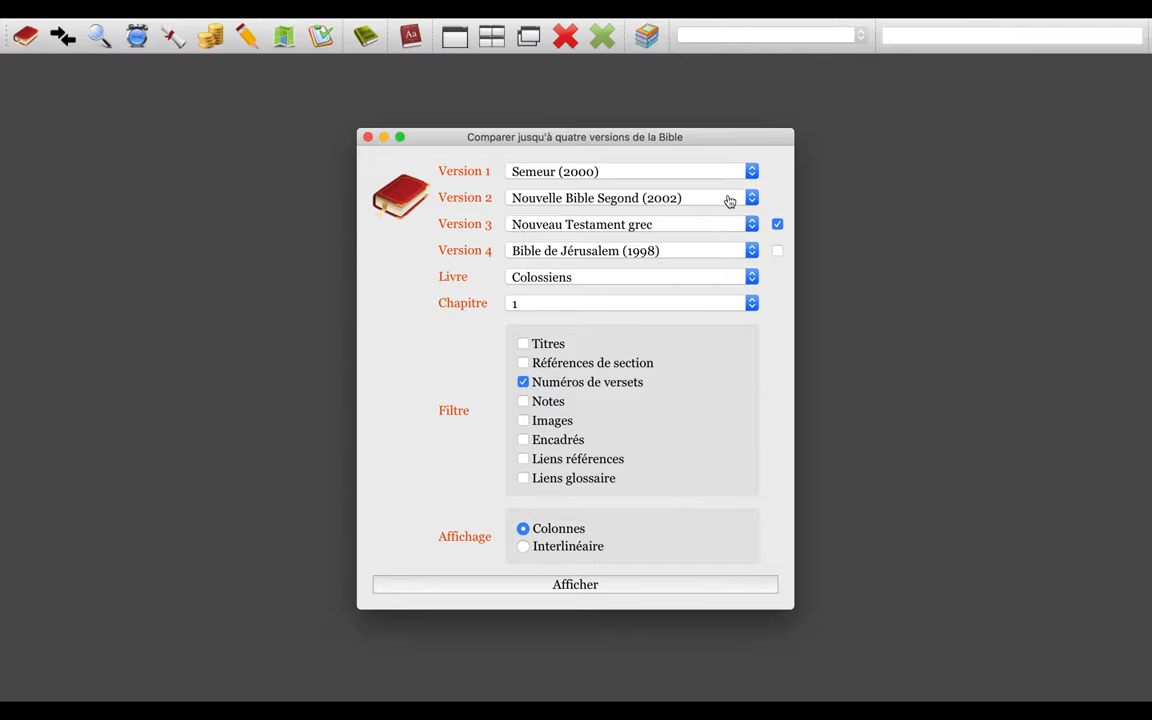 Aa
Comparer jusqu'à quatre versions de la Bible
Version 1 Semeur (2000)
Version 2 Nouvelle Bible Segond (2002)
Version 3 Nouveau Testament grec
Version 4 Bible de Jérusalem (1998)
Livre Colossiens
Chapitre 1
Titres
Références de section
Numéros de versets
Notes
Filtre
Images
Encadrés
Liens références
Liens glossaire
Colonnes
Affichage
Interlinéaire
Afficher